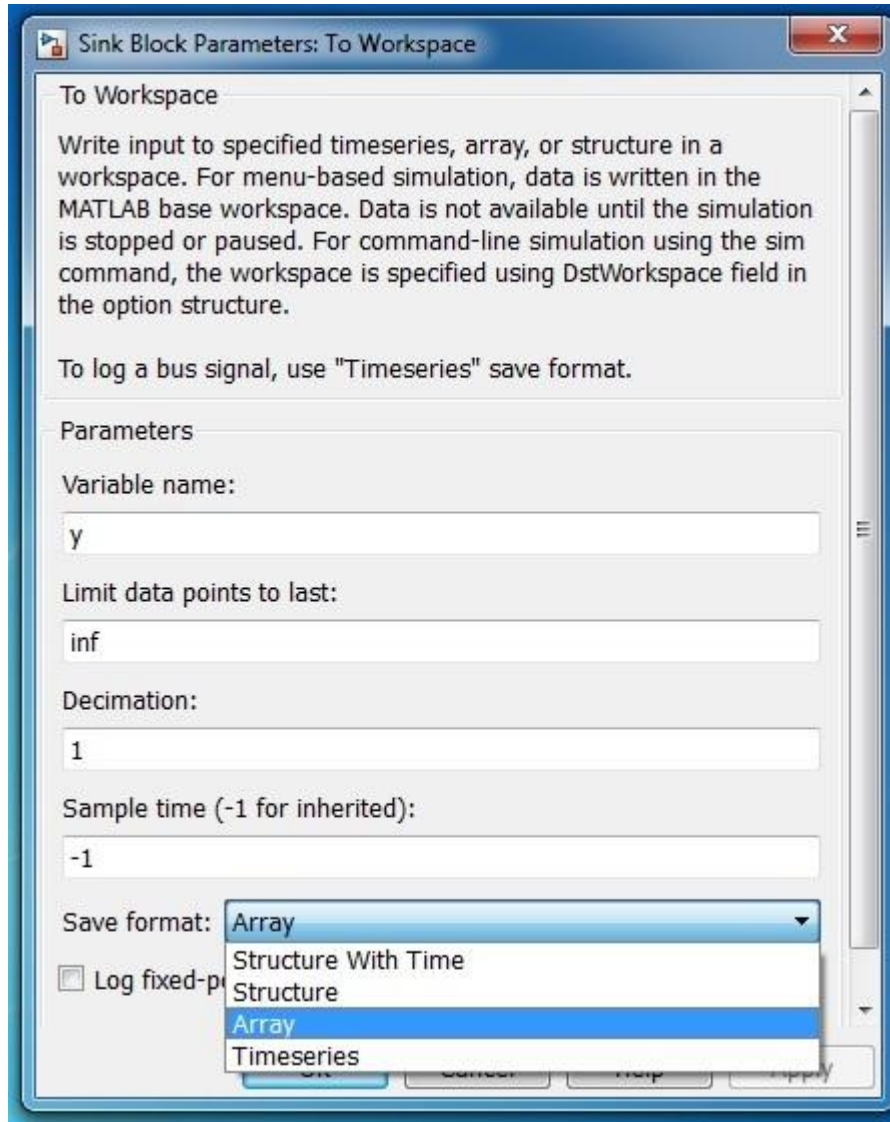 Sink Block Parameters: To Workspace
To Workspace
Write input to specified timeseries, array, or structure in a
workspace. For menu-based simulation, data is written in the
MATLAB base workspace. Data is not available until the simulation
is stopped or paused. For command-line simulation using the sim
command, the workspace is specified using DstWorkspace field in
the option structure.
To log a bus signal, use "Timeseries" save format.
Parameters
Variable name:
y
Limit data points to last:
inf
Decimation:
1
Sample time (-1 for inherited):
-1
Save format: Array
Structure With Time
Log fixed-p
Structure
Array
Timeseries
OK Cancel Help Apply